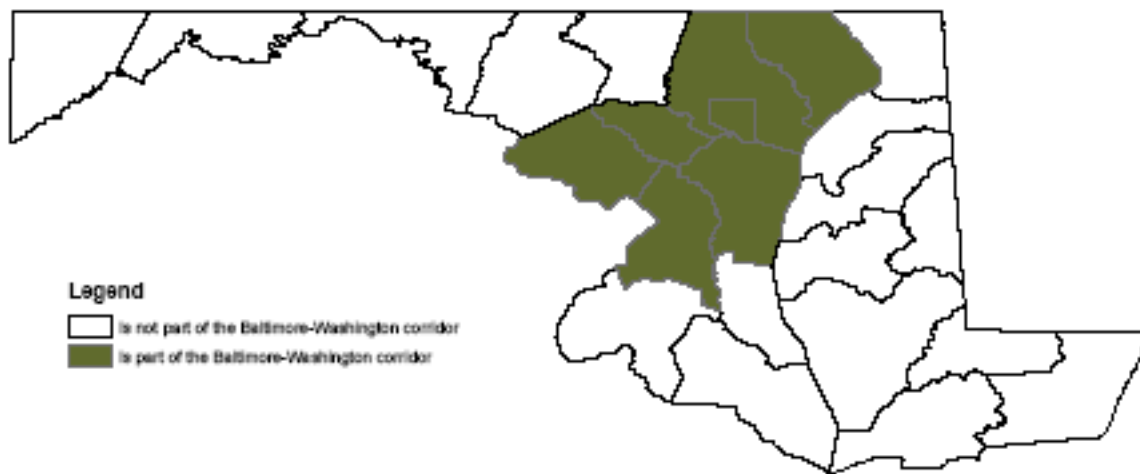 Legend
Is not part of the Baltimore-Washington corridor
Is part of the Baltimore-Washington corridor